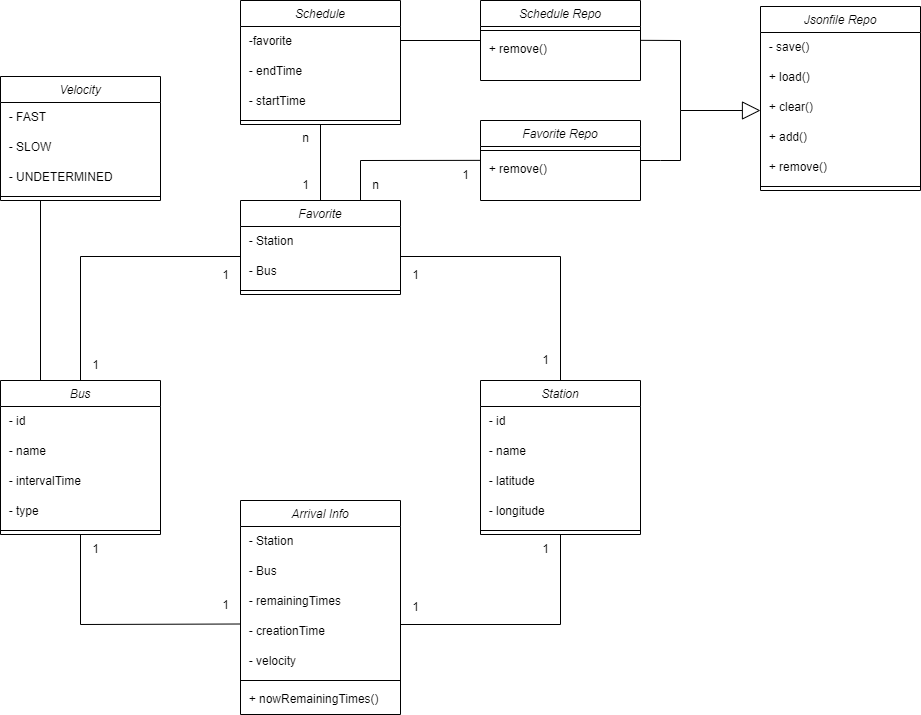 Schedule
-favorite
- endTime
- startTime
Schedule Repo
+ remove()
Jsonfile Repo
- save()
+ load()
+ clear()
+ add()
+ remove()
Velocity
- FAST
- SLOW
- UNDETERMINED
Favorite Repo
+ remove()
n
1
n
1
Favorite
- Station
- Bus
1
1
1
1
Bus
- id
- name
- intervalTime
- type
Station
- id
- name
- latitude
- longitude
Arrival Info
- Station
- Bus
- remainingTimes
- creationTime
- velocity
+ nowRemainingTimes()
1
1
1
1